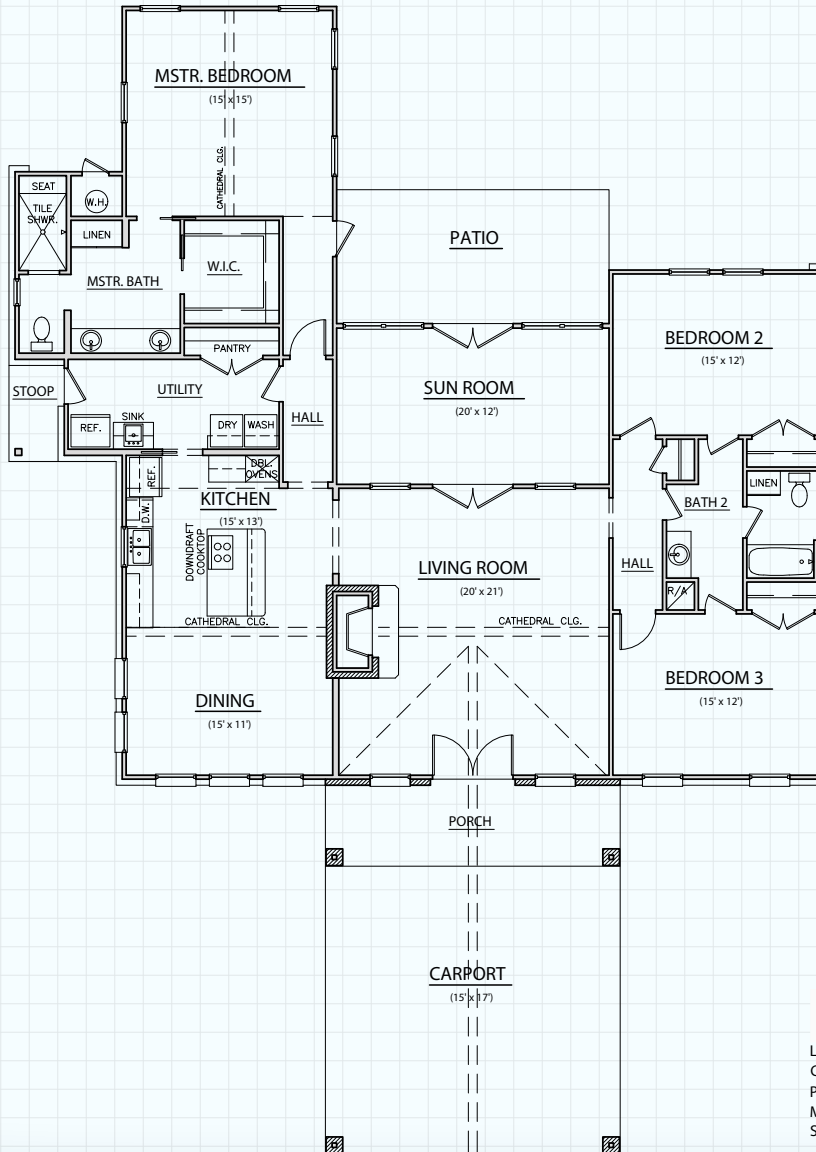 MSTR. BEDROOM
(15' x 15')
CATHEDRAL CLG.
SEAT
TILE
SHWR.
W.H.
LINEN
MSTR. BATH
W.I.C.
PATIO
PANTRY
STOOP
UTILITY
REF.
SINK
DRY
WASH
HALL
SUN ROOM
(20' x 12')
BEDROOM 2
(15' x 12')
REF.
DBL.
OVENS
KITCHEN
(15' x 13')
D.W.
DOWNDRAFT
COOKTOP
CATHEDRAL CLG.
LIVING ROOM
(20' x 21')
CATHEDRAL CLG.
HALL
BATH 2
LINEN
R/A
DINING
(15' x 11')
BEDROOM 3
(15' x 12')
PORCH
CARPORT
(15' x 17')
L
C
P
M
S